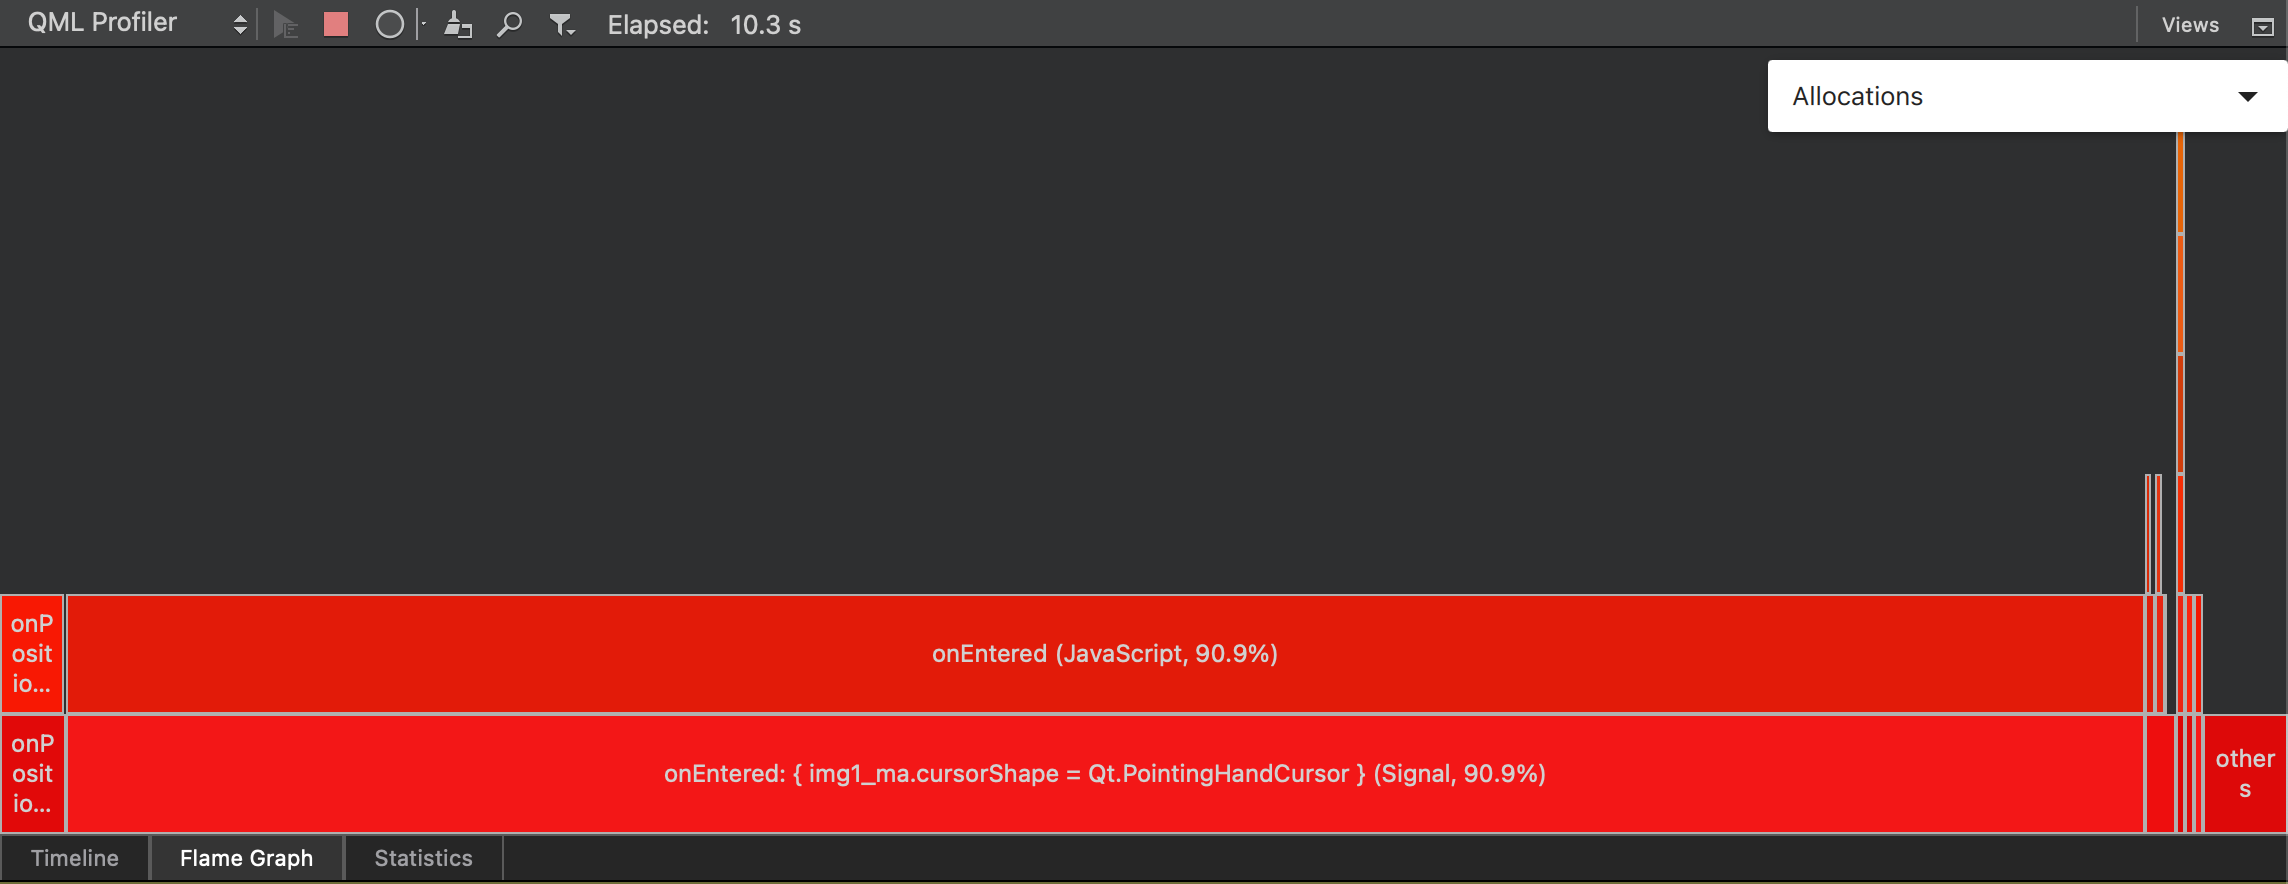 QML Profiler
Elapsed: 10.3 s
Views
Allocations
onP
osit
io...
onEntered (JavaScript, 90.9%)
onP
osit
io...
onEntered: { img1_ma.cursorShape = Qt.PointingHandCursor } (Signal, 90.9%)
other
s
Timeline
Flame Graph
Statistics